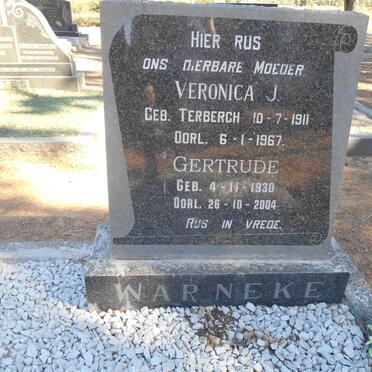 HIER RUS
ONS DIERBARE MOEDER
VERONICA J.
GEB. TERBERCH 10-7-1911
OORL. 6-1-1967.
GERTRUDE
GEB. 4-11-1930
OORL. 26-10-2004
RUS IN VREDE.
WARNEKE